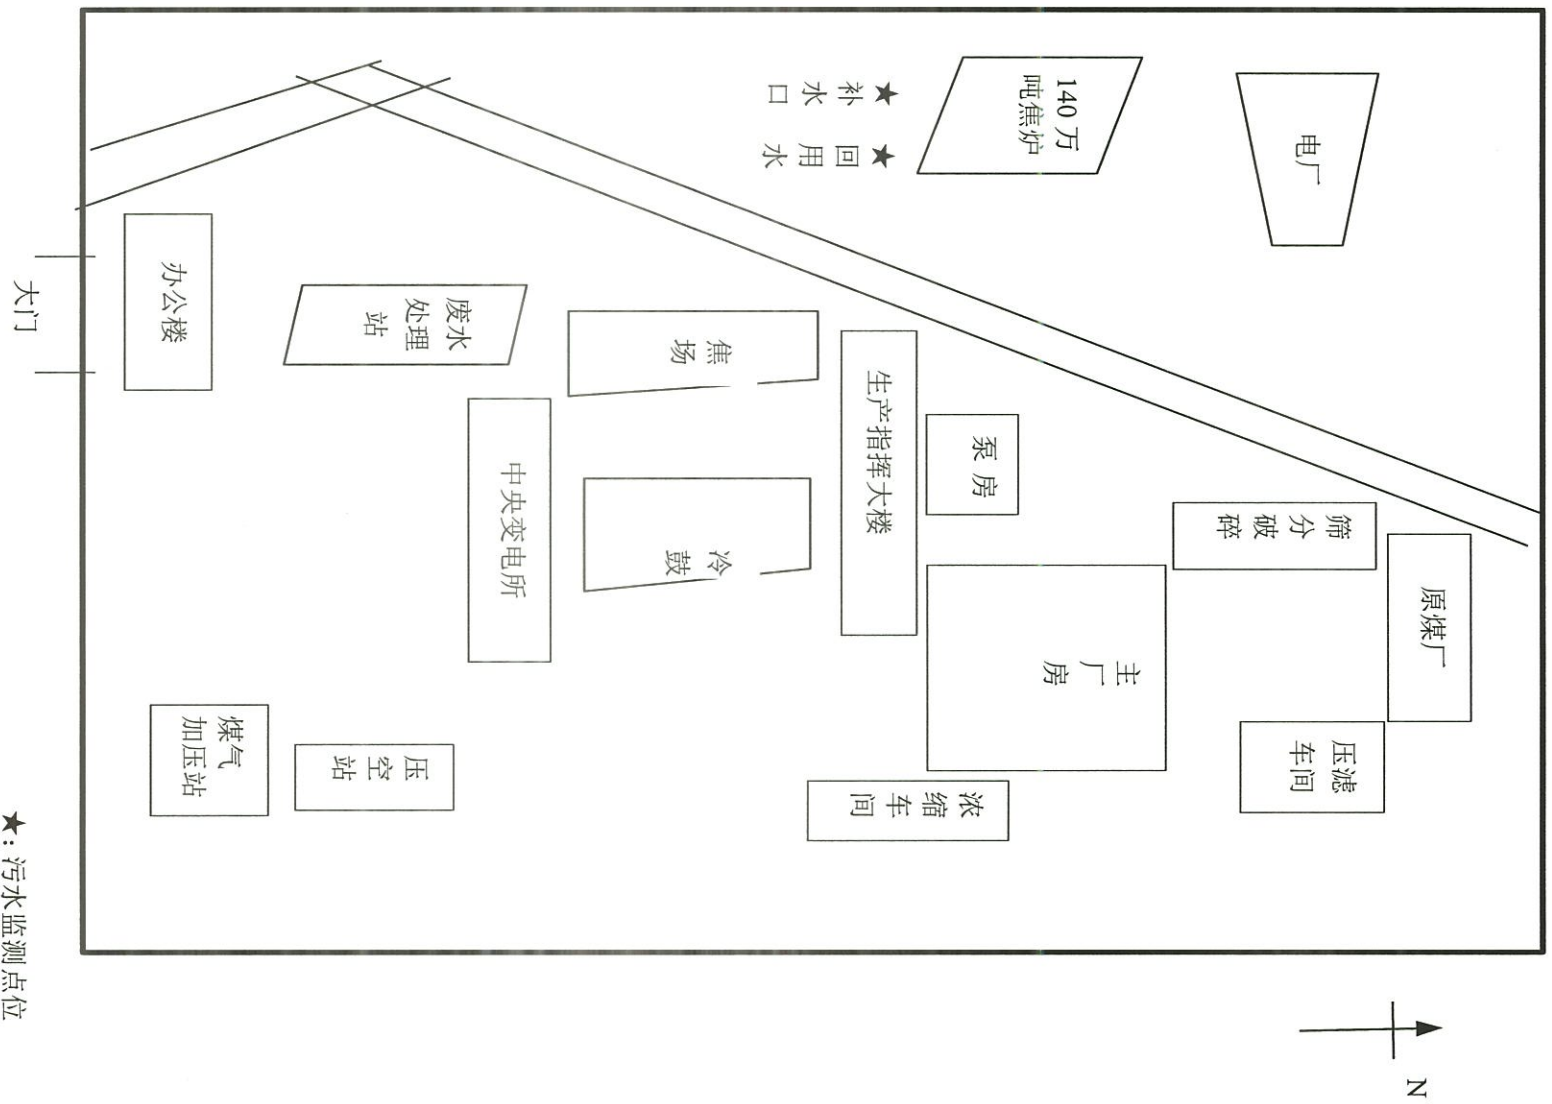 N
原煤厂
电厂
压滤
车间
筛分破碎
主厂房
140 万
吨焦炉
泵 房
浓缩车间
生产指挥大楼
★补水口
★回用水
焦场
冷鼓
中央变电所
废水
处理
站
压空站
煤气
加压站
办公楼
大门
★: 污水监测点位